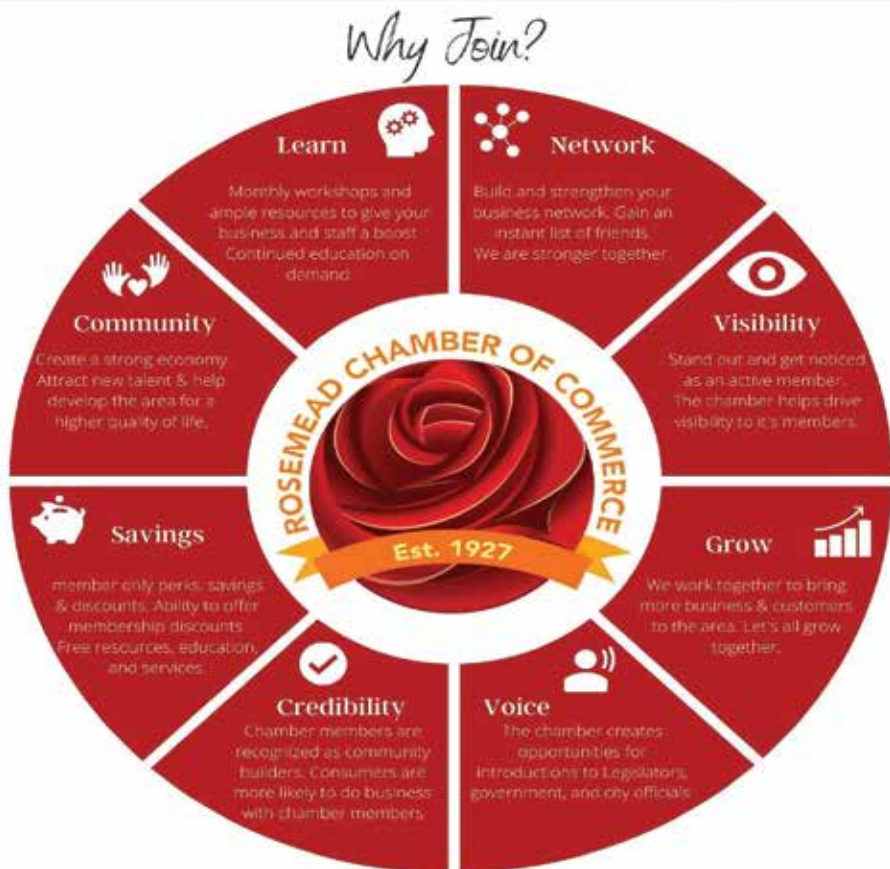 Why Join?
Learn
Monthly workshops and
ample resources to give your
business and staff a boost
Continued education on
demand
Network
Build and strengthen your
business network. Gain an
instant list of friends.
We are stronger together.
Community
Create a strong economy
Attract new talent & help
develop the area for a
higher quality of life.
Visibility
Stand out and get noticed
as an active member.
The chamber helps drive
visibility to it's members.
ROSEMEAD CHAMBER OF COMMERCE
Est. 1927
Savings
member only perks, savings
& discounts. Ability to offer
membership discounts
Free resources, education,
and services.
Grow
We work together to bring
more business & customers
to the area. Let's all grow
together.
Credibility
Chamber members are
recognized as community
builders. Consumers are
more likely to do business
with chamber members
Voice
The chamber creates
opportunities for
introductions to Legislators,
government, and city officials